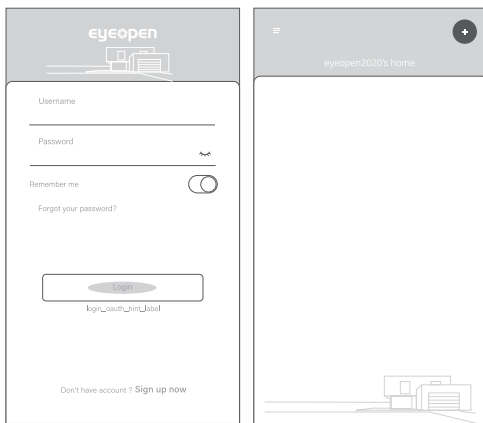 eyeopen
Username
Password
Remember me
Forgot your password?
Login
login_oauth_hint_label
Don't have account ? Sign up now
eyeopen2020's home